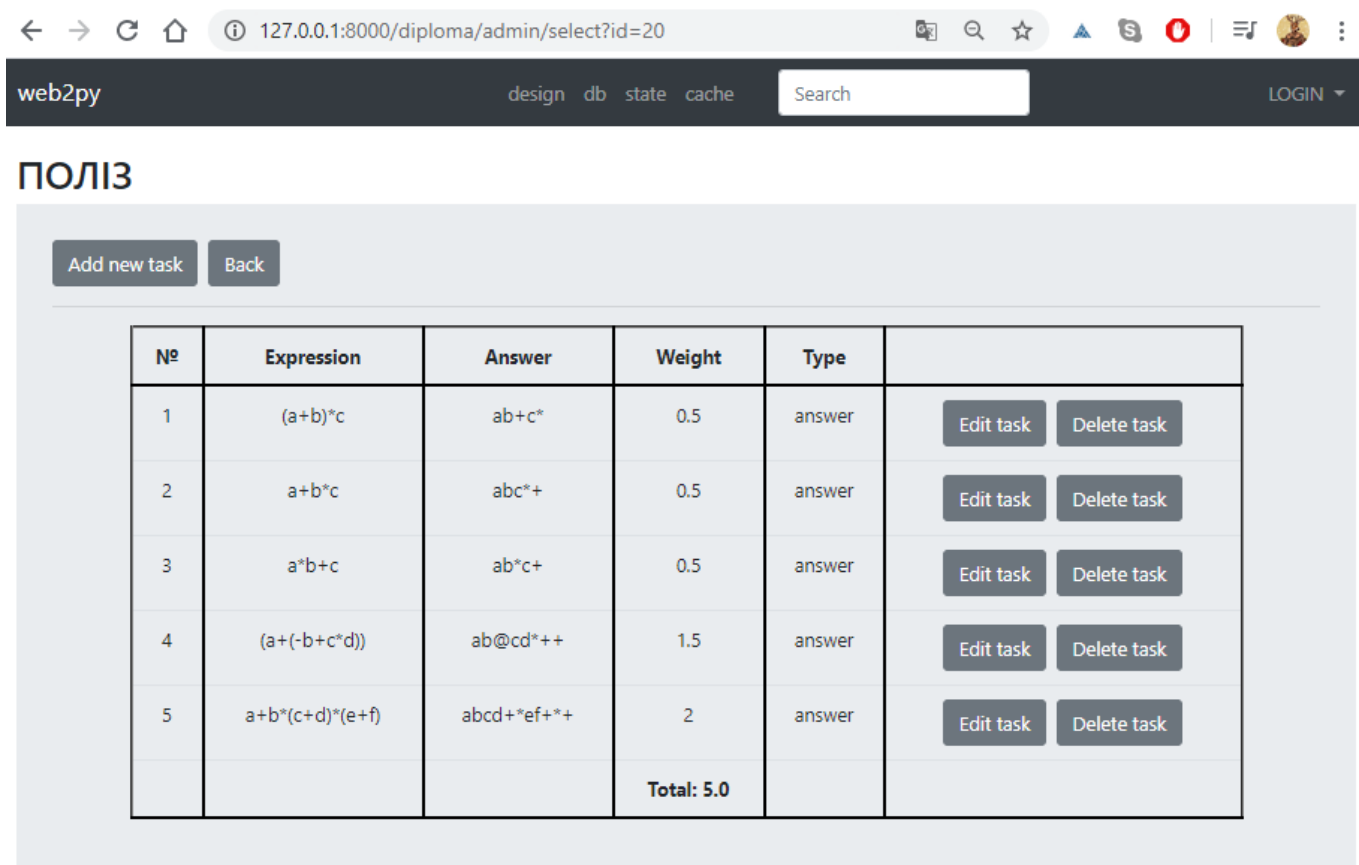 127.0.0.1:8000/diploma/admin/select?id=20
web2py design db state cache Search LOGIN
ПОЛІЗ
Add new task Back
№ Expression Answer Weight Type
1 (a+b)*c ab+c* 0.5 answer Edit task Delete task
2 a+b*c abc*+ 0.5 answer Edit task Delete task
3 a*b+c ab*c+ 0.5 answer Edit task Delete task
4 (a+(-b+c*d)) ab@cd*++ 1.5 answer Edit task Delete task
5 a+b*(c+d)*(e+f) abcd+*ef+*+ 2 answer Edit task Delete task
Total: 5.0